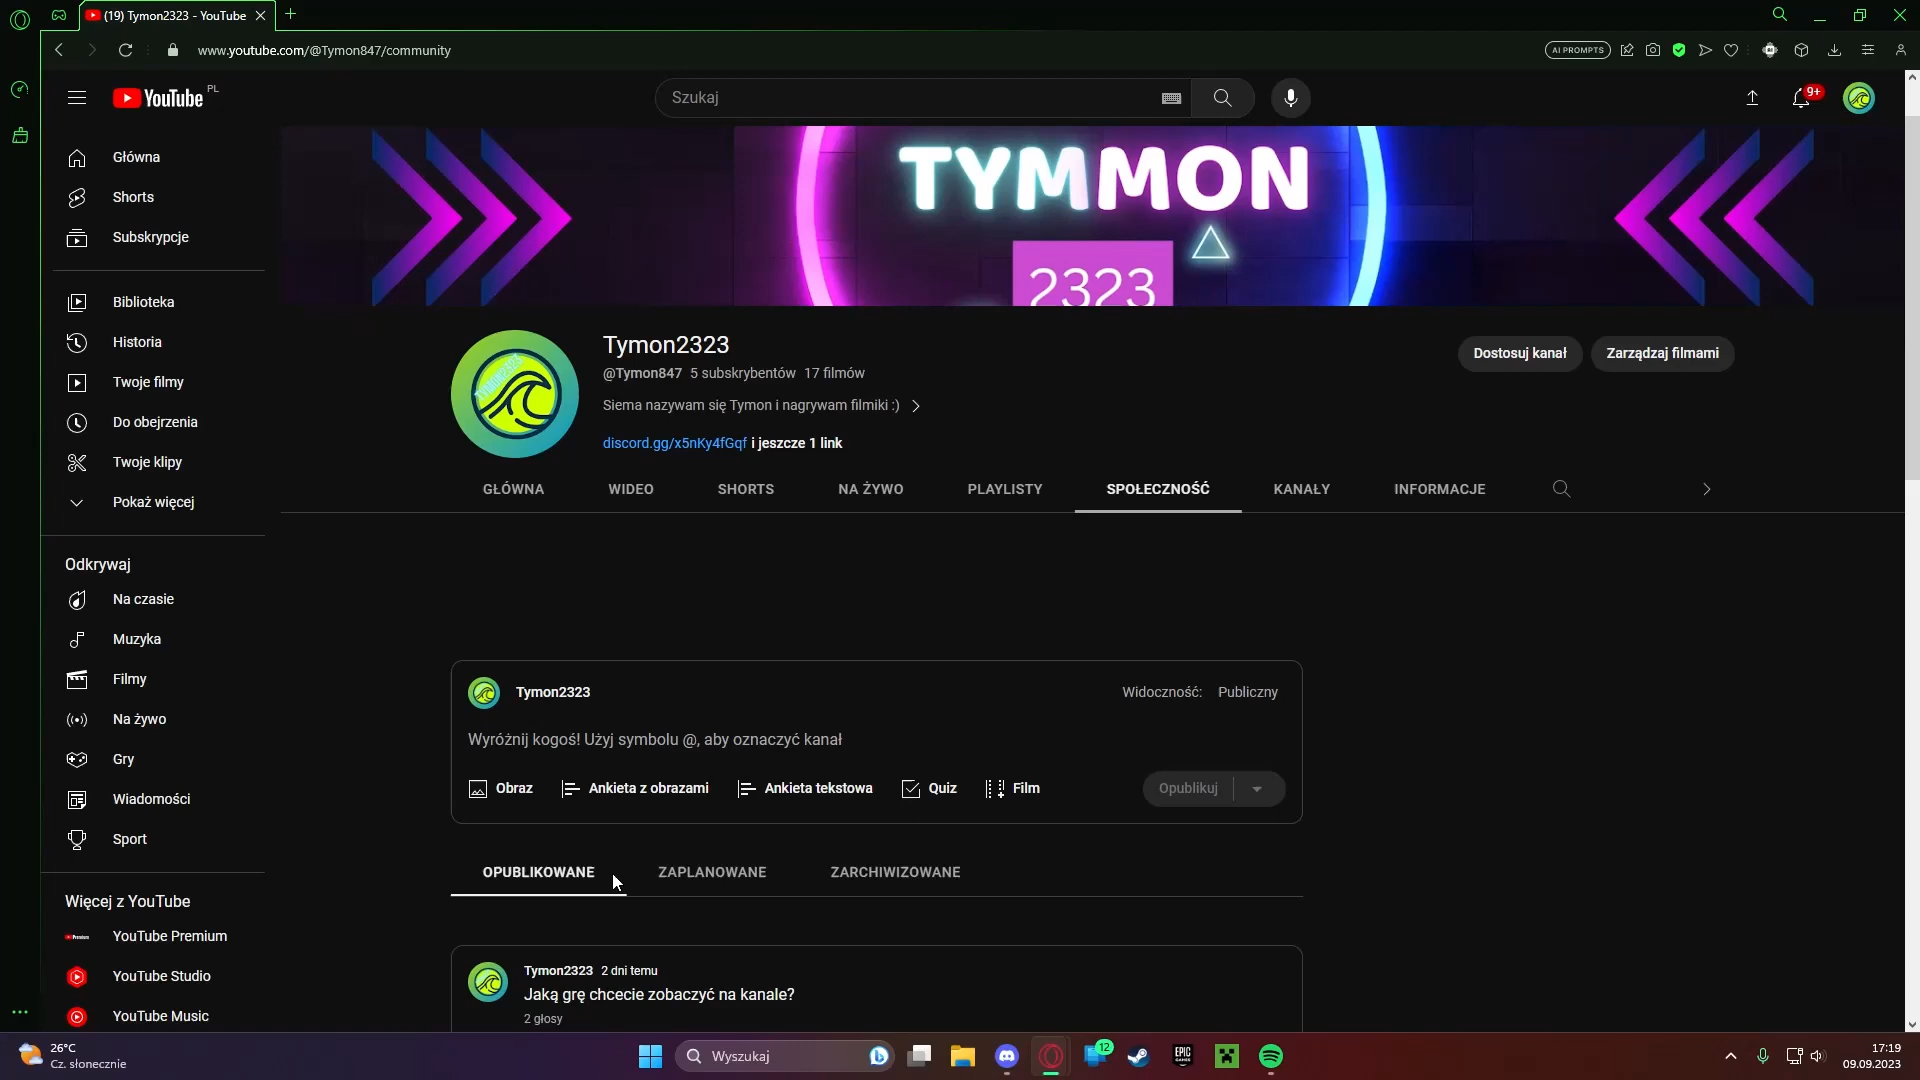 (19) Tymon2323 - YouTube
www.youtube.com/@Tymon847/community
AI PROMPTS
YouTube PL
Szukaj
9+
Główna
Shorts
Subskrypcje
Biblioteka
Historia
Twoje filmy
Do obejrzenia
Twoje klipy
Pokaż więcej
Odkrywaj
Na czasie
Muzyka
Filmy
Na żywo
Gry
Wiadomości
Sport
Więcej z YouTube
YouTube Premium
YouTube Studio
YouTube Music
TYMMON
2323
Tymon2323
@Tymon847 5 subskrybentów 17 filmów
Siema nazywam się Tymon i nagrywam filmiki :)
discord.gg/x5nKy4fGqf i jeszcze 1 link
Dostosuj kanał
Zarządzaj filmami
GŁÓWNA WIDEO SHORTS NA ŻYWO PLAYLISTY SPOŁECZNOŚĆ KANAŁY INFORMACJE
Tymon2323
Widoczność: Publiczny
Wyróżnij kogoś! Użyj symbolu @, aby oznaczyć kanał
Obraz Ankieta z obrazami Ankieta tekstowa Quiz Film Opublikuj
OPUBLIKOWANE ZAPLANOWANE ZARCHIWIZOWANE
Tymon2323 2 dni temu
Jaką grę chcecie zobaczyć na kanale?
2 głosy
26°C
Cz. słonecznie
Wyszukaj
12
EPIC GAMES
17:19
09.09.2023